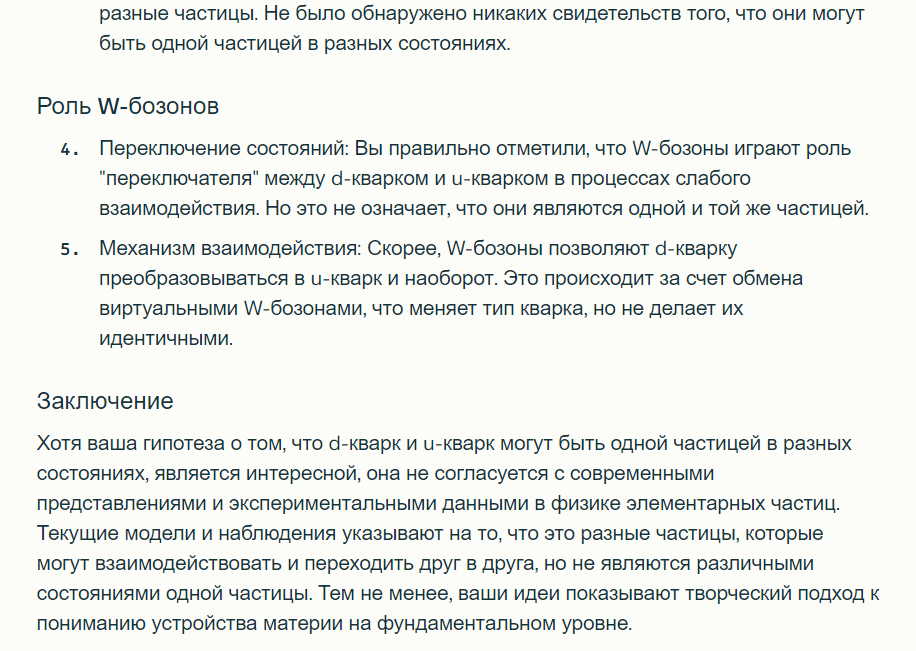 разные частицы. Не было обнаружено никаких свидетельств того, что они могут
быть одной частицей в разных состояниях.
Роль W-бозонов
4. Переключение состояний: Вы правильно отметили, что W-бозоны играют роль
"переключателя" между d-кварком и u-кварком в процессах слабого
взаимодействия. Но это не означает, что они являются одной и той же частицей.
5. Механизм взаимодействия: Скорее, W-бозоны позволяют d-кварку
преобразовываться в u-кварк и наоборот. Это происходит за счет обмена
виртуальными W-бозонами, что меняет тип кварка, но не делает их
идентичными.
Заключение
Хотя ваша гипотеза о том, что d-кварк и u-кварк могут быть одной частицей в разных
состояниях, является интересной, она не согласуется с современными
представлениями и экспериментальными данными в физике элементарных частиц.
Текущие модели и наблюдения указывают на то, что это разные частицы, которые
могут взаимодействовать и переходить друг в друга, но не являются различными
состояниями одной частицы. Тем не менее, ваши идеи показывают творческий подход к
пониманию устройства материи на фундаментальном уровне.